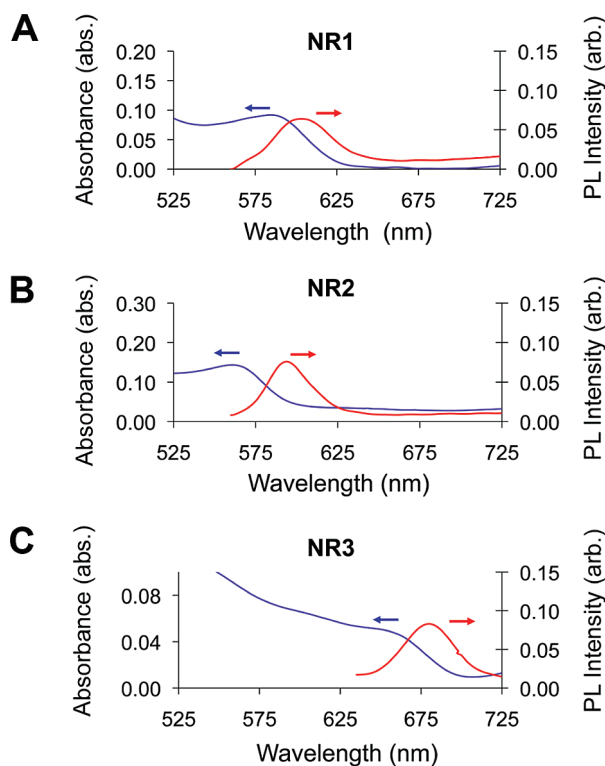 A
NR1
Absorbance (abs.)
0.20
0.15
0.10
0.05
0.00
0.15
0.10
0.05
0.00
PL Intensity (arb.)
525 575 625 675 725
Wavelength (nm)
B
NR2
Absorbance (abs.)
0.30
0.20
0.10
0.00
0.15
0.10
0.05
0.00
PL Intensity (arb.)
525 575 625 675 725
Wavelength (nm)
C
NR3
Absorbance (abs.)
0.08
0.04
0.00
0.15
0.10
0.05
0.00
PL Intensity (arb.)
525 575 625 675 725
Wavelength (nm)